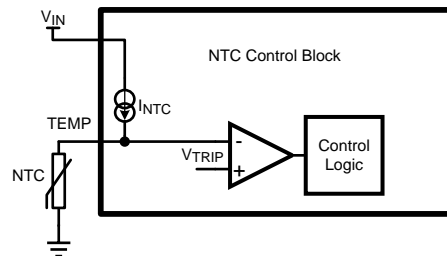 VIN
NTC Control Block
INTC
TEMP
NTC
VTRIP
-
+
Control
Logic